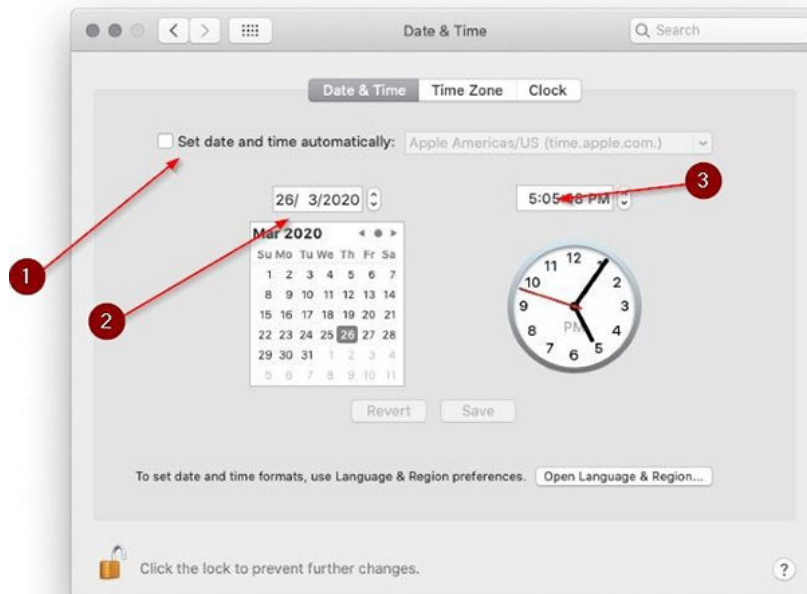 Date & Time
Search
Date & Time Time Zone Clock
Set date and time automatically: Apple Americas/US (time.apple.com.)
26/ 3/2020
PM
Mar 2020
Su Mo Tu We Th Fr Sa
1 2 3 4 5 6 7
8 9 10 11 12 13 14
15 16 17 18 19 20 21
22 23 24 25 26 27 28
29 30 31 1 2 3 4
5 6 7 8 9 10 11
12
11
2
10
3
9
4
8
PM
5
7
6
1
2
3
Revert Save
To set date and time formats, use Language & Region preferences. Open Language & Region...
Click the lock to prevent further changes.
?